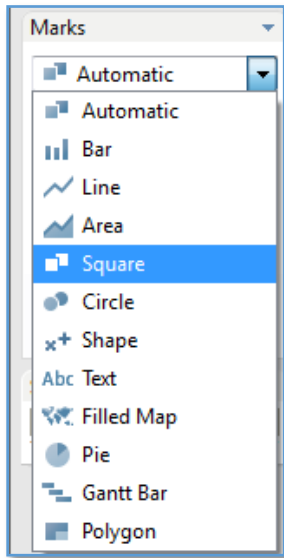 Marks
Automatic
Automatic
Bar
Line
Area
Square
Circle
Shape
Abc Text
Filled Map
Pie
Gantt Bar
Polygon